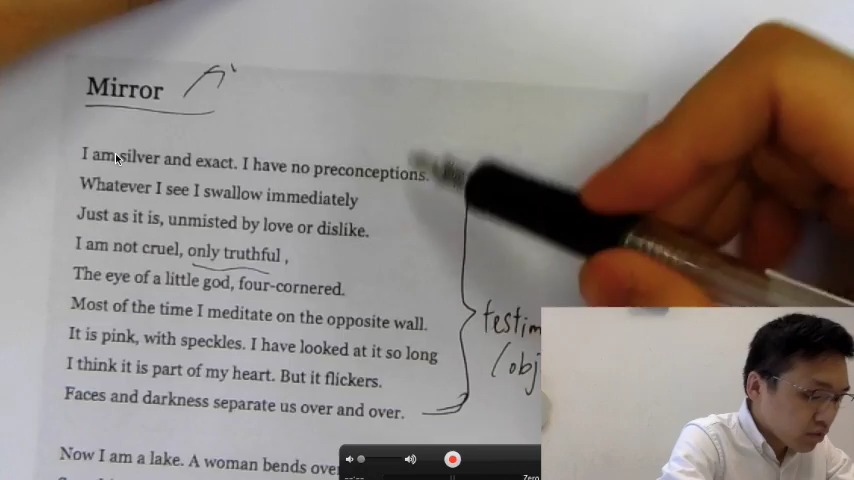 Mirror
I am silver and exact. I have no preconceptions.
Whatever I see I swallow immediately
Just as it is, unmisted by love or dislike.
I am not cruel, only truthful ,
The eye of a little god, four-cornered.
Most of the time I meditate on the opposite wall.
It is pink, with speckles. I have looked at it so long
I think it is part of my heart. But it flickers.
Faces and darkness separate us over and over.
testim
(obj
Now I am a lake. A woman bends over